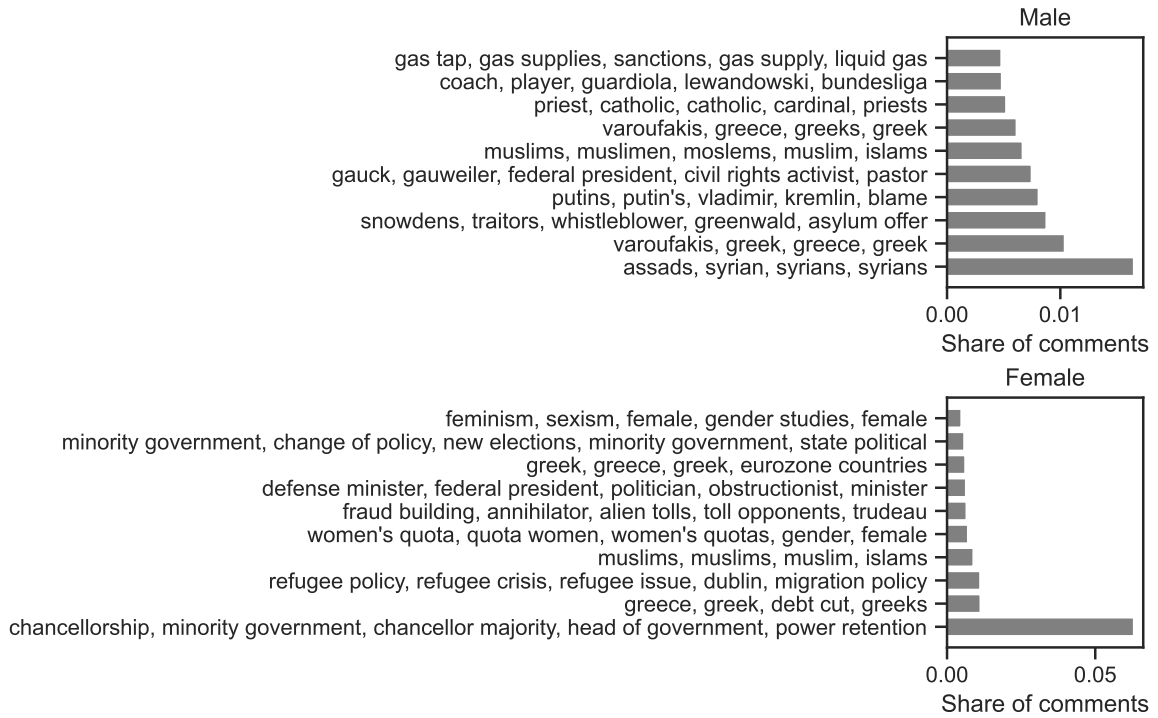 Male
gas tap, gas supplies, sanctions, gas supply, liquid gas
coach, player, guardiola, lewandowski, bundesliga
priest, catholic, catholic, cardinal, priests
varoufakis, greece, greeks, greek
muslims, muslimen, moslems, muslim, islams
gauck, gauweiler, federal president, civil rights activist, pastor
putins, putin's, vladimir, kremlin, blame
snowdens, traitors, whistleblower, greenwald, asylum offer
varoufakis, greek, greece, greek
assads, syrian, syrians, syrians
0.00 0.01
Share of comments
Female
feminism, sexism, female, gender studies, female
minority government, change of policy, new elections, minority government, state political
greek, greece, greek, eurozone countries
defense minister, federal president, politician, obstructionist, minister
fraud building, annihilator, alien tolls, toll opponents, trudeau
women's quota, quota women, women's quotas, gender, female
muslims, muslims, muslim, islams
refugee policy, refugee crisis, refugee issue, dublin, migration policy
greece, greek, debt cut, greeks
chancellorship, minority government, chancellor majority, head of government, power retention
0.00 0.05
Share of comments